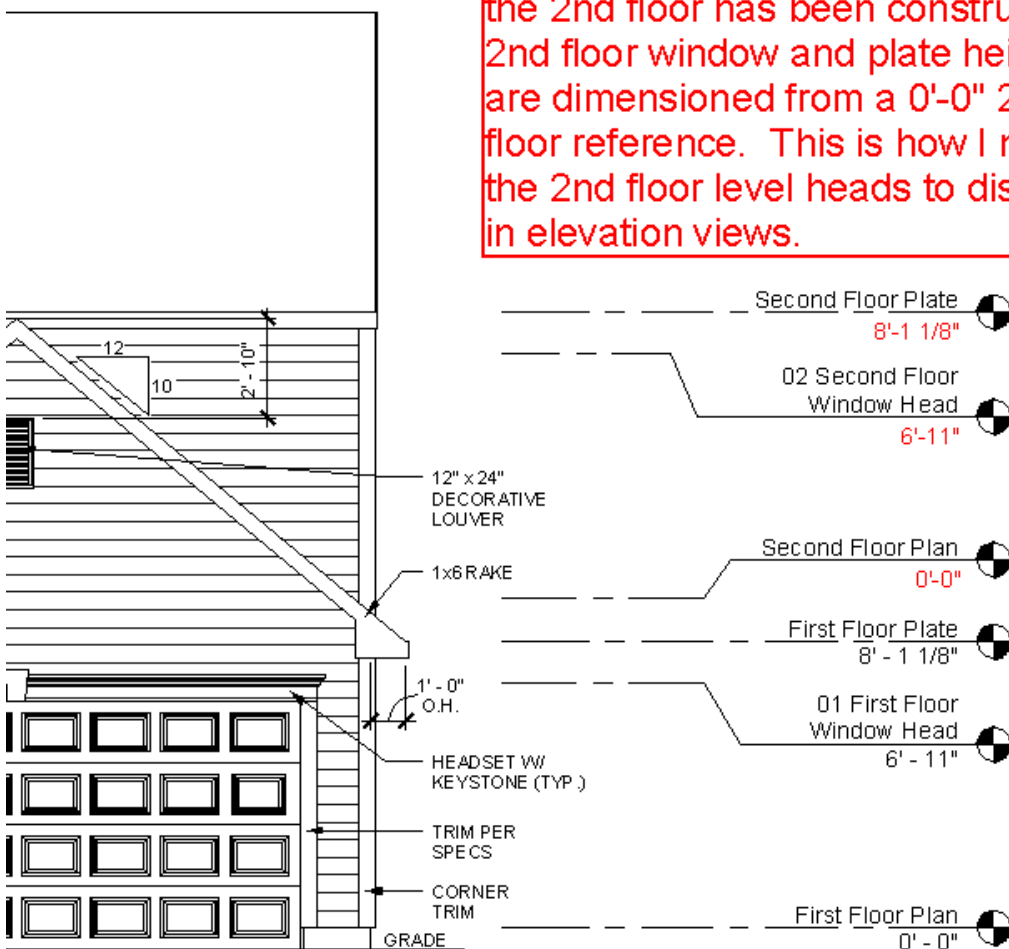 the 2nd floor has been constru
2nd floor window and plate hei
are dimensioned from a 0'-0" 2
floor reference. This is how I r
the 2nd floor level heads to dis
in elevation views.
Second Floor Plate
8'-1 1/8"
12
10
2' - 10"
02 Second Floor
Window Head
6'-11"
12" x 24"
DECORATIVE
LOUVER
Second Floor Plan
0'-0"
1x6 RAKE
First Floor Plate
8' - 1 1/8"
1' - 0"
O.H.
01 First Floor
Window Head
6' - 11"
HEADSET W/
KEYSTONE (TYP.)
TRIM PER
SPECS
CORNER
TRIM
First Floor Plan
0' - 0"
GRADE